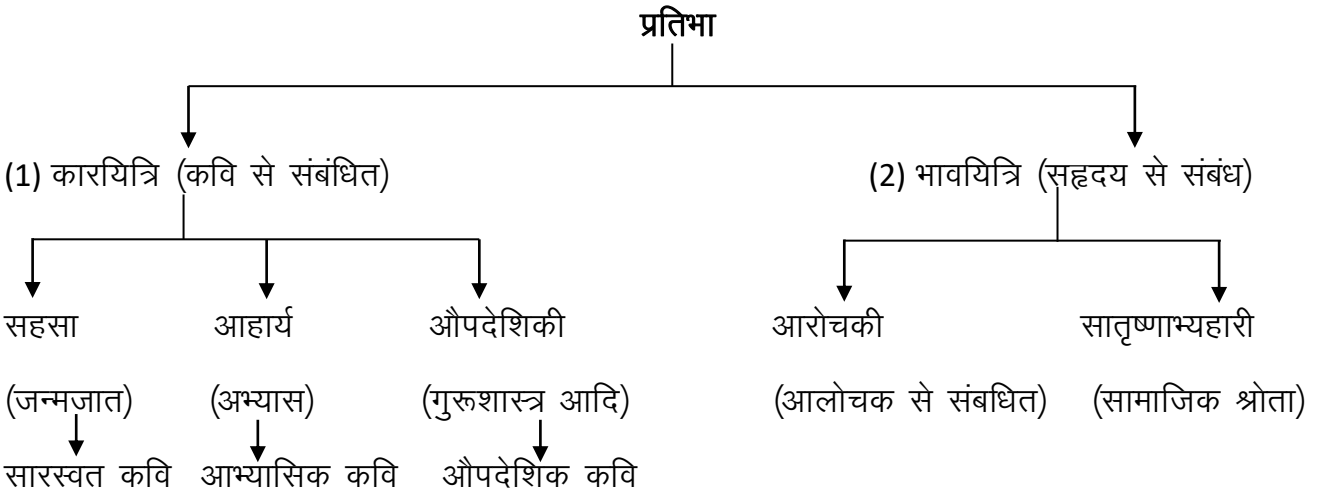 प्रतिभा
(1) कारयित्रि (कवि से संबंधित) (2) भावयित्रि (सहृदय से संबंध)
सहसा आहार्य औपदेशिकी आरोचकी सातृष्णाभ्यहारी
(जन्मजात) (अभ्यास) (गुरूशास्त्र आदि) (आलोचक से संबधित) (सामाजिक श्रोता)
सारस्वत कवि आभ्यासिक कवि औपदेशिक कवि